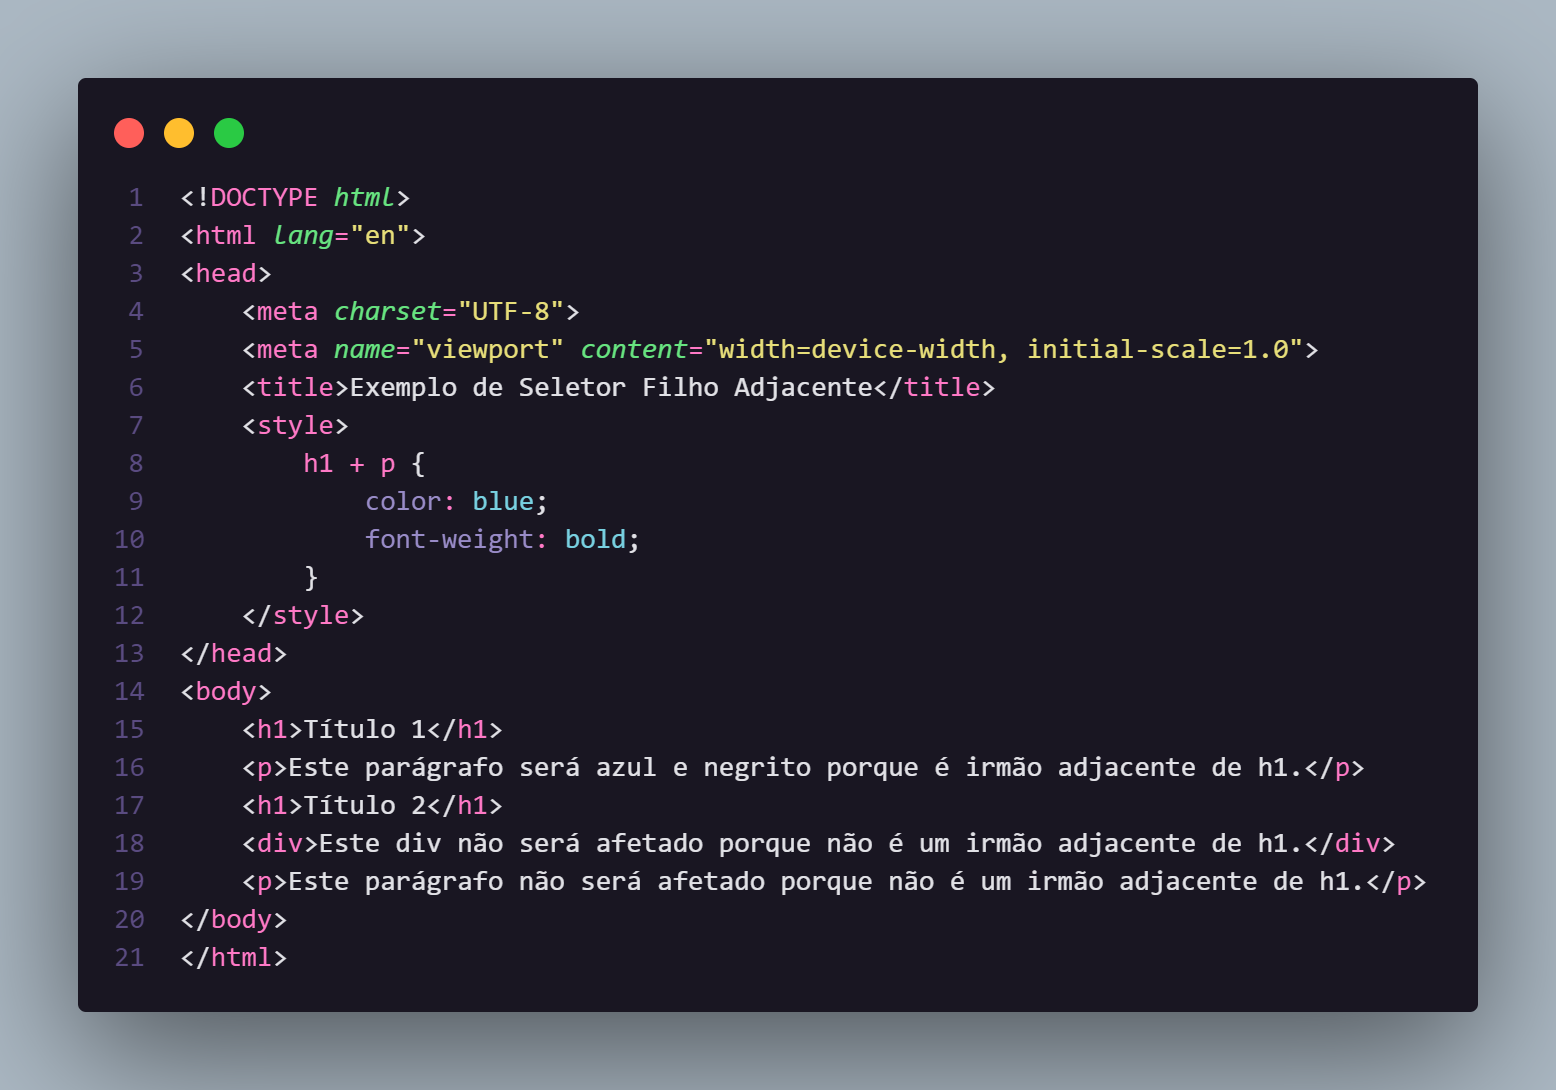 1 <!DOCTYPE html>
2 <html lang="en">
3 <head>
4     <meta charset="UTF-8">
5     <meta name="viewport" content="width=device-width, initial-scale=1.0">
6     <title>Exemplo de Seletor Filho Adjacente</title>
7     <style>
8         h1 + p {
9             color: blue;
10             font-weight: bold;
11         }
12     </style>
13 </head>
14 <body>
15     <h1>Título 1</h1>
16     <p>Este parágrafo será azul e negrito porque é irmão adjacente de h1.</p>
17     <h1>Título 2</h1>
18     <div>Este div não será afetado porque não é um irmão adjacente de h1.</div>
19     <p>Este parágrafo não será afetado porque não é um irmão adjacente de h1.</p>
20 </body>
21 </html>